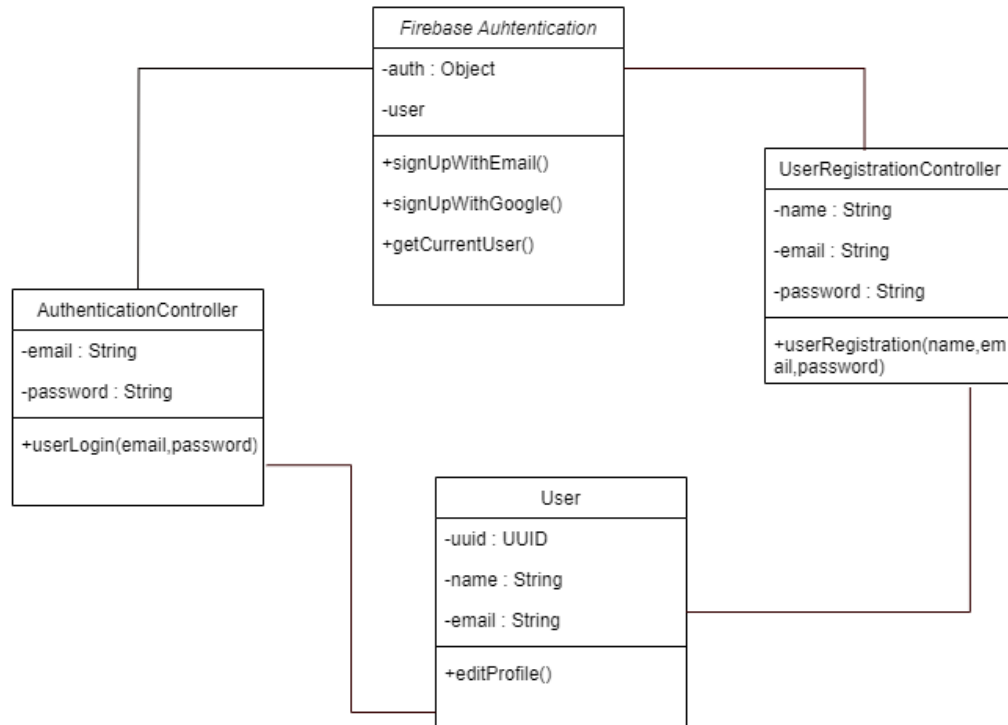 Firebase Auhtentication
-auth : Object
-user
+signUpWithEmail()
+signUpWithGoogle()
+getCurrentUser()
UserRegistrationController
-name : String
-email : String
-password : String
+userRegistration(name,em
ail,password)
AuthenticationController
-email : String
-password : String
+userLogin(email,password)
User
-uuid : UUID
-name : String
-email : String
+editProfile()